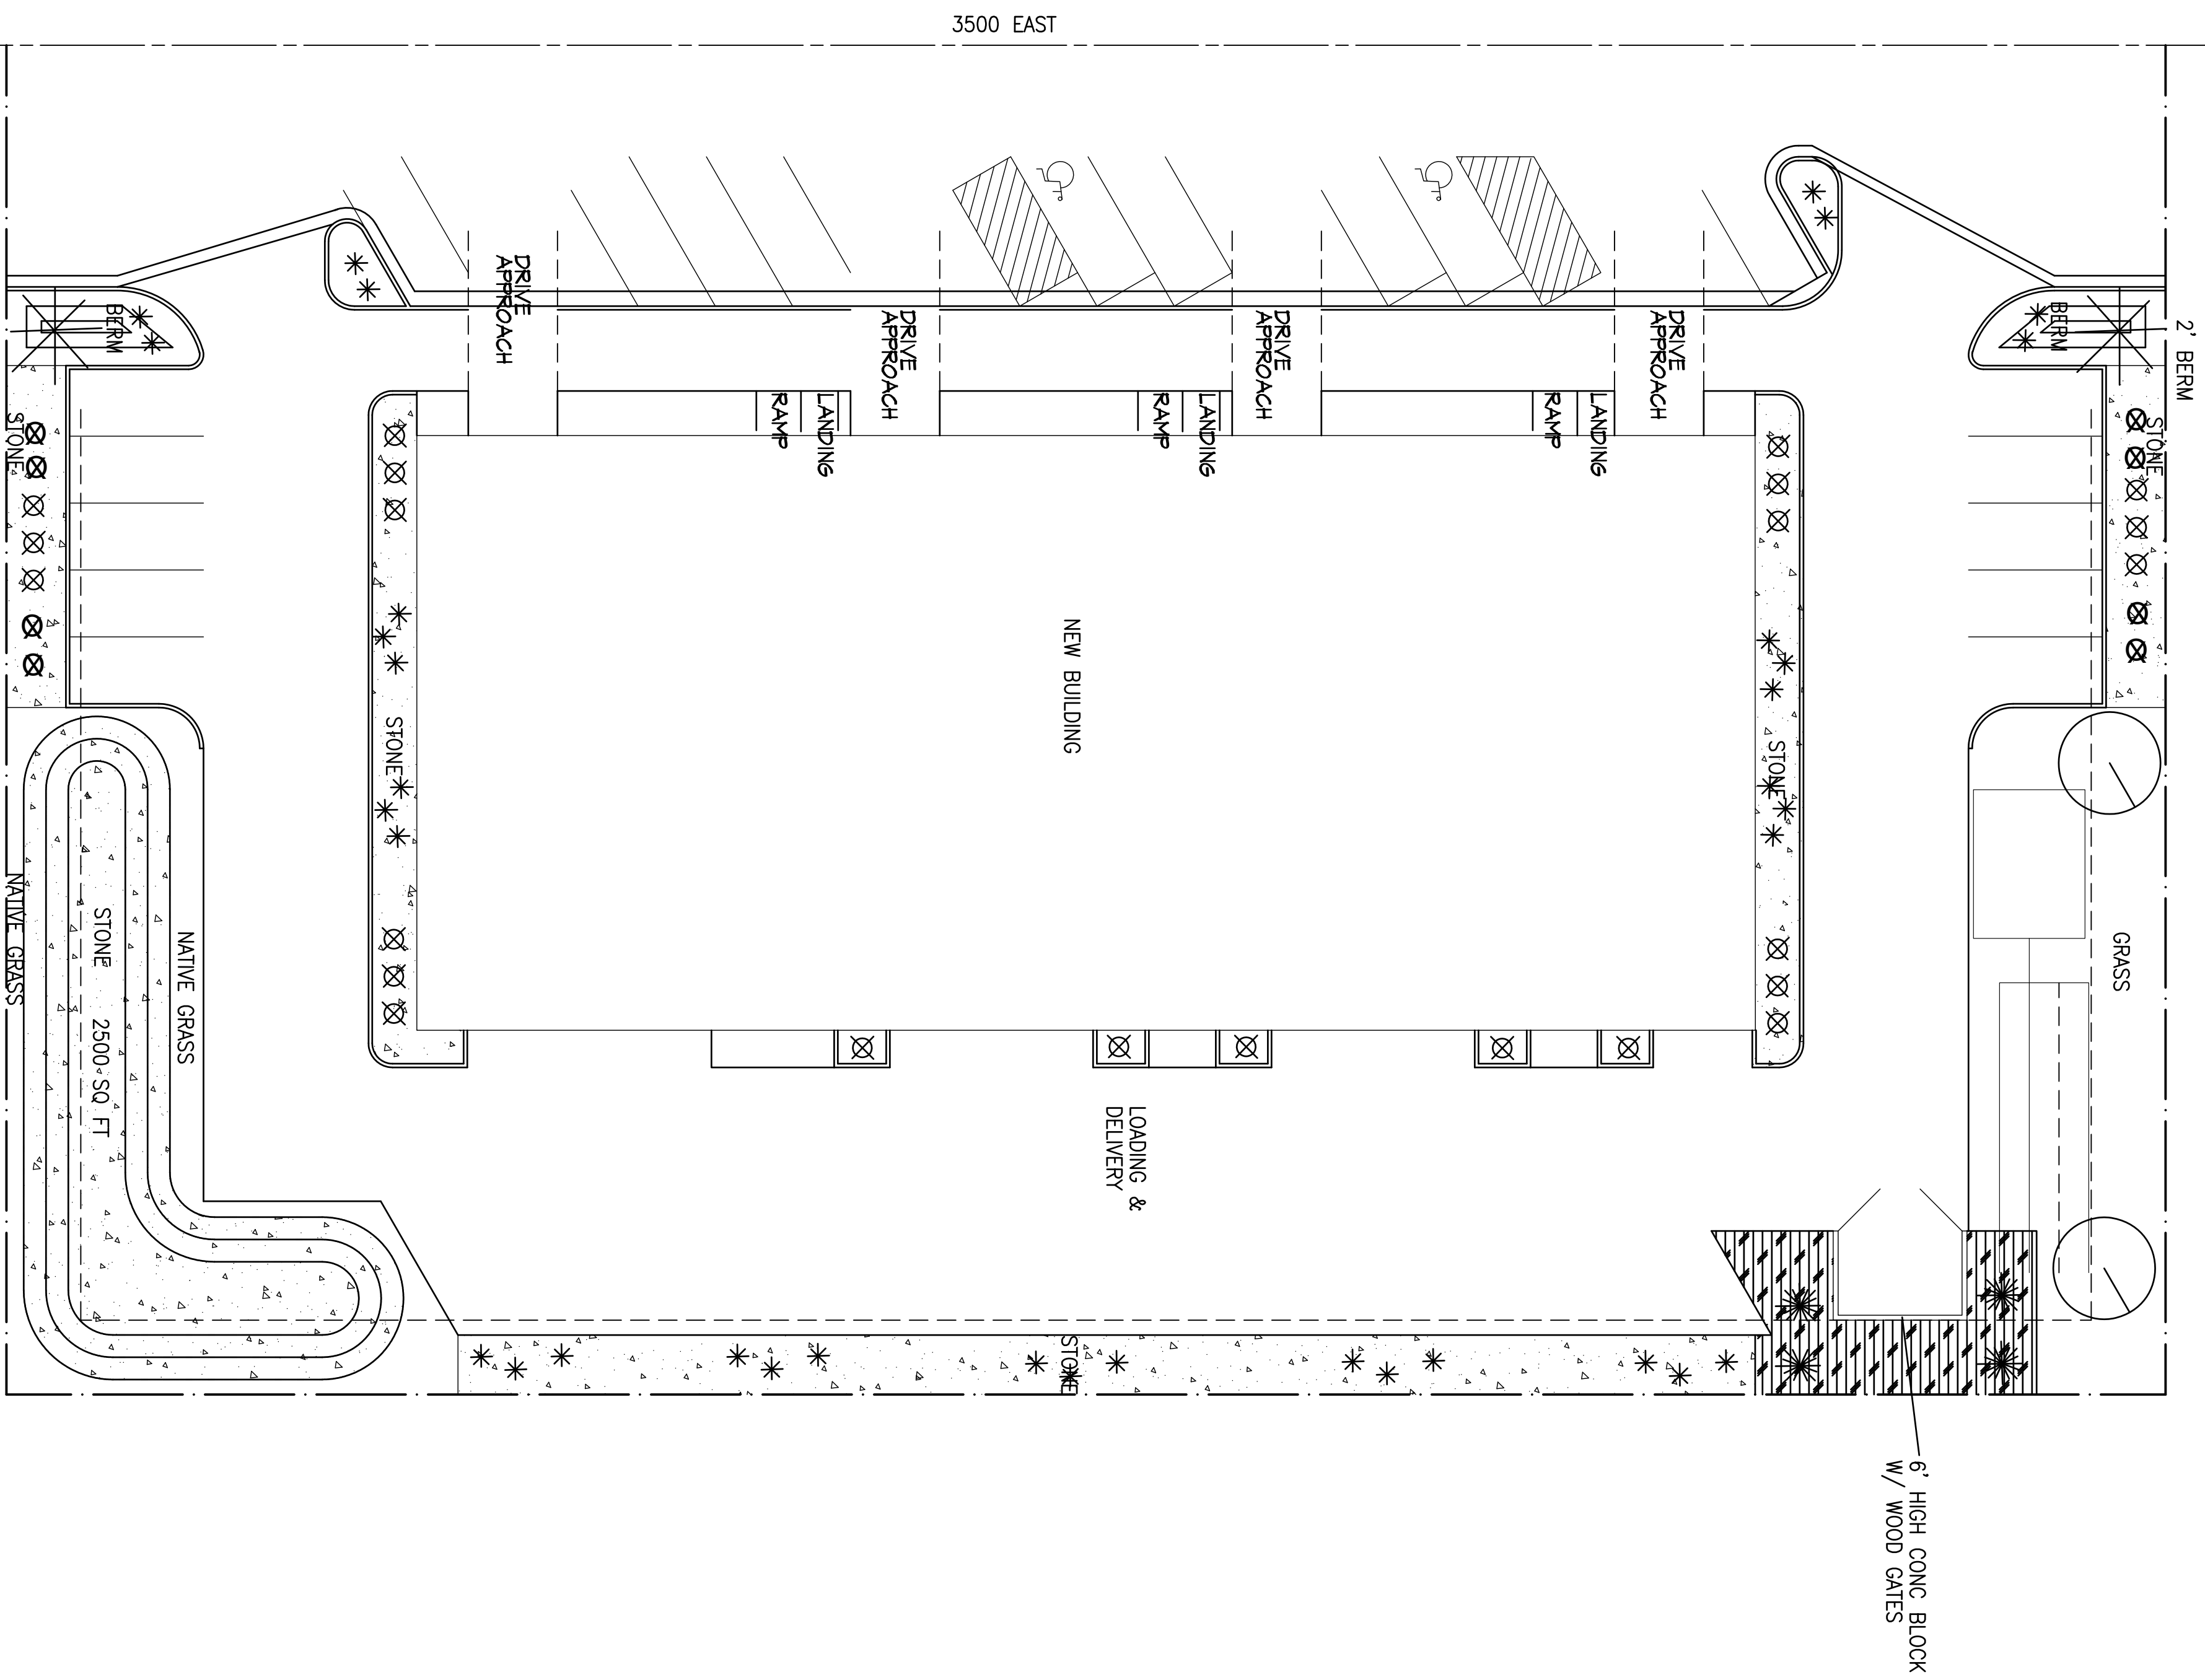 3500 EAST
2' BERM
BERM
BERM
DRIVE
APPROACH
DRIVE
APPROACH
DRIVE
APPROACH
DRIVE
APPROACH
STONE
RAMP
LANDING
RAMP
LANDING
RAMP
LANDING
STONE
NEW BUILDING
STONE
STONE
NATIVE GRASS
STONE 2500 SQ FT
NATIVE GRASS
GRASS
LOADING &
DELIVERY
STONE
6' HIGH CONC BLOCK
W/ WOOD GATES